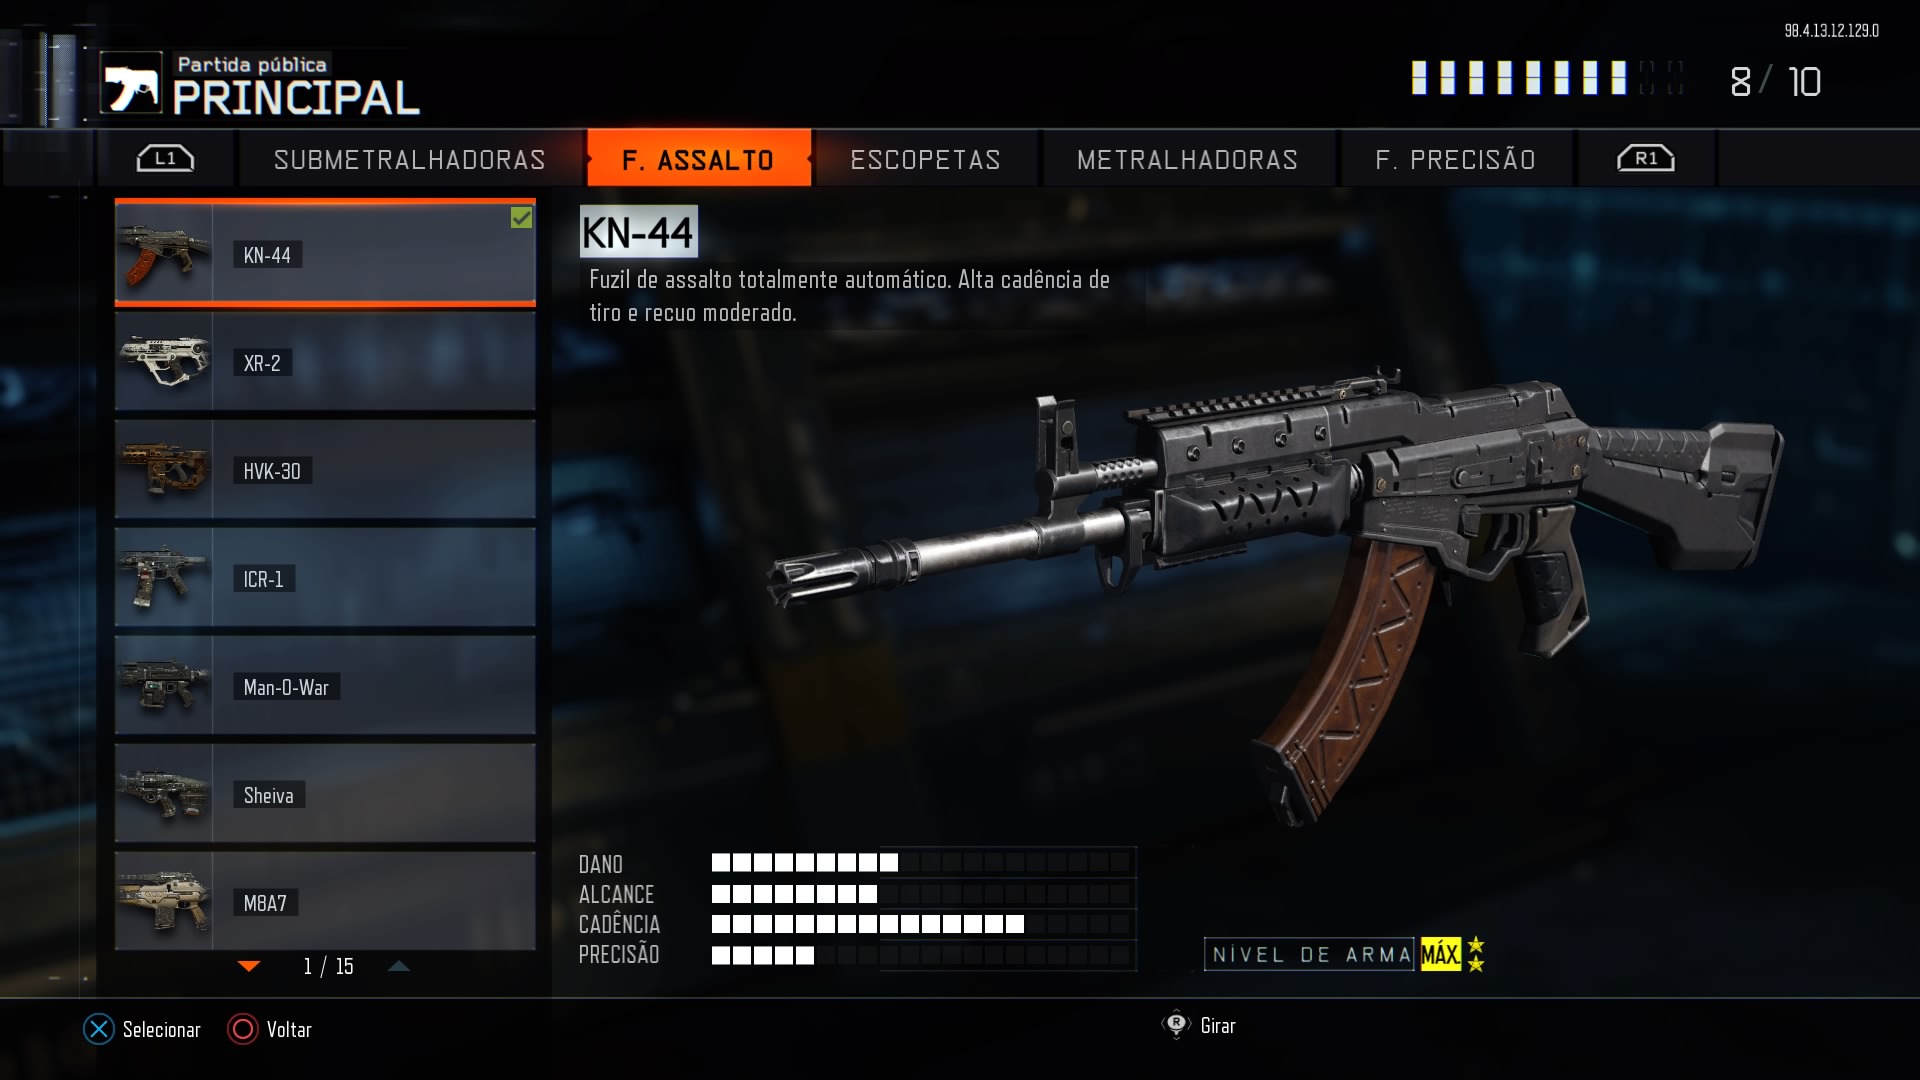 98.4.13.12.129.0
Partida pública
PRINCIPAL
8 / 10
L1
SUBMETRALHADORAS
F. ASSALTO
ESCOPETAS
METRALHADORAS
F. PRECISÃO
R1
KN-44
XR-2
HVK-30
ICR-1
Man-O-War
Sheiva
M8A7
1 / 15
KN-44
Fuzil de assalto totalmente automático. Alta cadência de
tiro e recuo moderado.
DANO
ALCANCE
CADÊNCIA
PRECISÃO
NÍVEL DE ARMA MÁX.
Selecionar
Voltar
R Girar